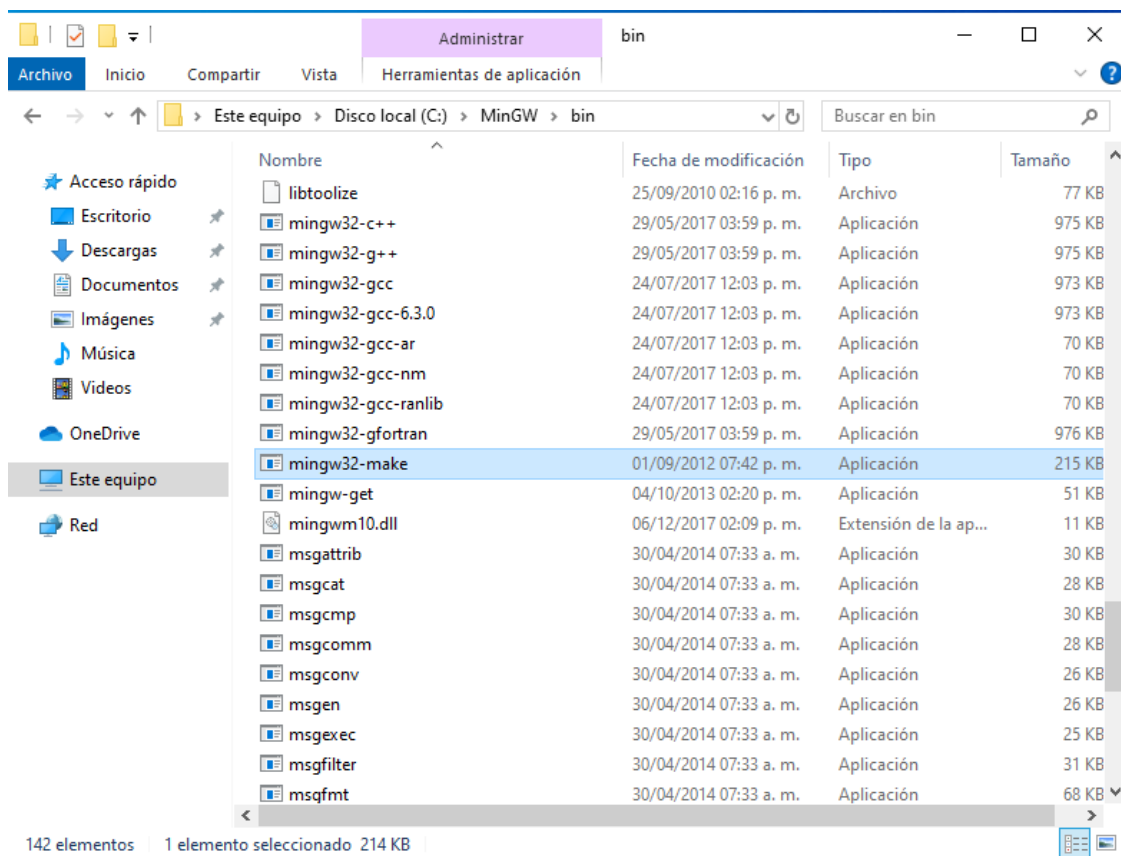 Administrar bin
Archivo Inicio Compartir Vista Herramientas de aplicación
Este equipo > Disco local (C:) > MinGW > bin Buscar en bin
Acceso rápido
Escritorio
Descargas
Documentos
Imágenes
Música
Videos
OneDrive
Este equipo
Red
Nombre Fecha de modificación Tipo Tamaño
libtoolize 25/09/2010 02:16 p. m. Archivo 77 KB
mingw32-c++ 29/05/2017 03:59 p. m. Aplicación 975 KB
mingw32-g++ 29/05/2017 03:59 p. m. Aplicación 975 KB
mingw32-gcc 24/07/2017 12:03 p. m. Aplicación 973 KB
mingw32-gcc-6.3.0 24/07/2017 12:03 p. m. Aplicación 973 KB
mingw32-gcc-ar 24/07/2017 12:03 p. m. Aplicación 70 KB
mingw32-gcc-nm 24/07/2017 12:03 p. m. Aplicación 70 KB
mingw32-gcc-ranlib 24/07/2017 12:03 p. m. Aplicación 70 KB
mingw32-gfortran 29/05/2017 03:59 p. m. Aplicación 976 KB
mingw32-make 01/09/2012 07:42 p. m. Aplicación 215 KB
mingw-get 04/10/2013 02:20 p. m. Aplicación 51 KB
mingwm10.dll 06/12/2017 02:09 p. m. Extensión de la ap... 11 KB
msgattrib 30/04/2014 07:33 a. m. Aplicación 30 KB
msgcat 30/04/2014 07:33 a. m. Aplicación 28 KB
msgcmp 30/04/2014 07:33 a. m. Aplicación 30 KB
msgcomm 30/04/2014 07:33 a. m. Aplicación 28 KB
msgconv 30/04/2014 07:33 a. m. Aplicación 26 KB
msgen 30/04/2014 07:33 a. m. Aplicación 26 KB
msgexec 30/04/2014 07:33 a. m. Aplicación 25 KB
msgfilter 30/04/2014 07:33 a. m. Aplicación 31 KB
msgfmt 30/04/2014 07:33 a. m. Aplicación 68 KB
142 elementos 1 elemento seleccionado 214 KB